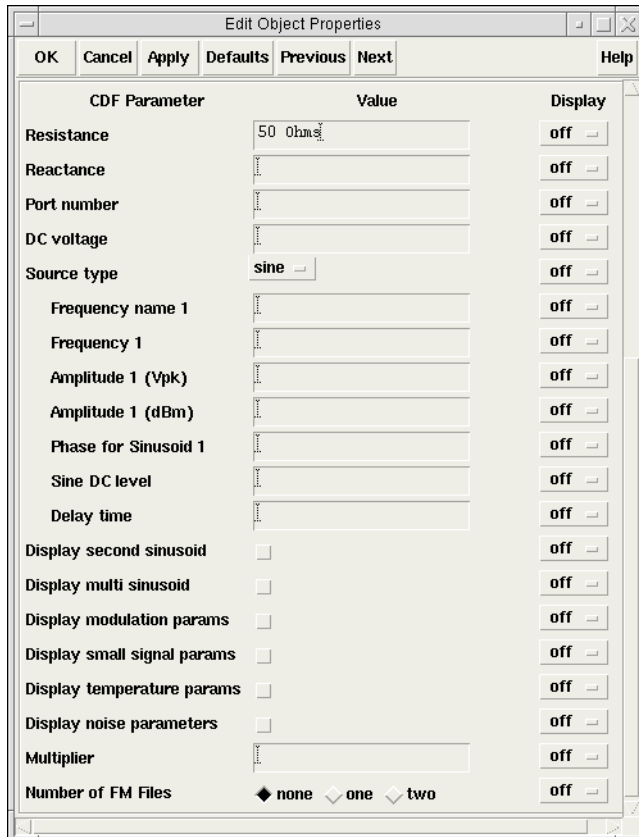 Edit Object Properties
OK Cancel Apply Defaults Previous Next Help
CDF Parameter Value Display
Resistance 50 Ohms off
Reactance off
Port number off
DC voltage off
Source type sine off
Frequency name 1 off
Frequency 1 off
Amplitude 1 (Vpk) off
Amplitude 1 (dBm) off
Phase for Sinusoid 1 off
Sine DC level off
Delay time off
Display second sinusoid off
Display multi sinusoid off
Display modulation params off
Display small signal params off
Display temperature params off
Display noise parameters off
Multiplier off
Number of FM Files none one two off